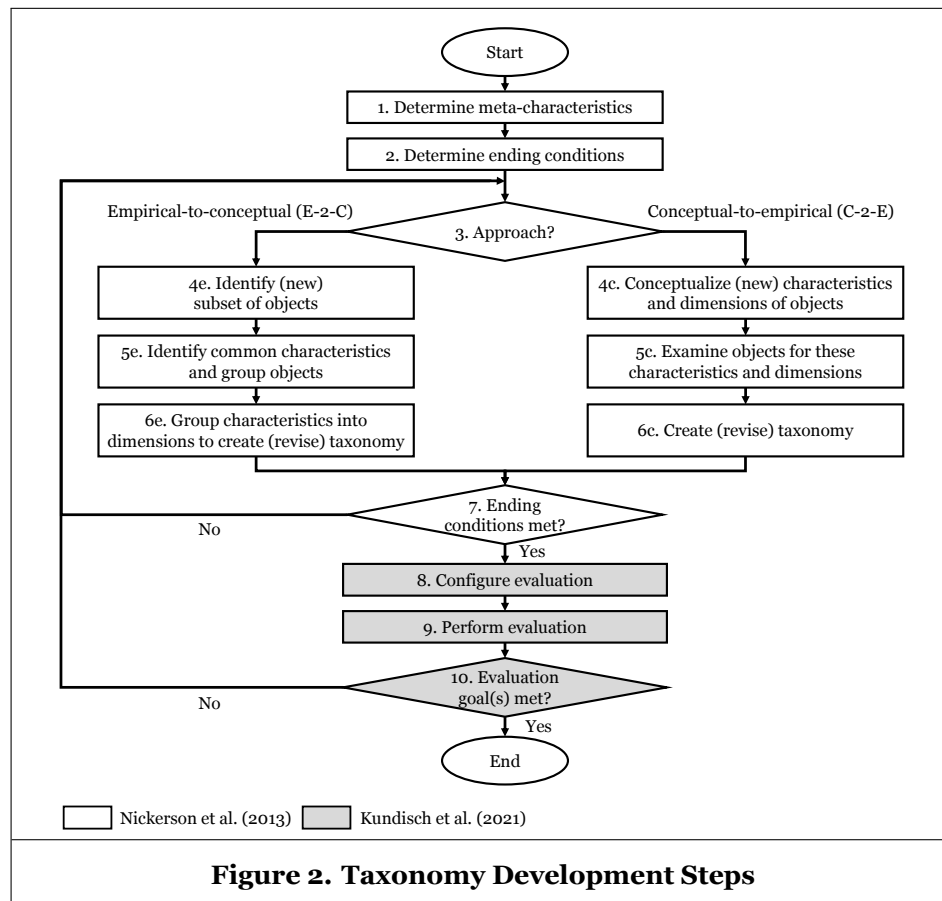 Start
1. Determine meta-characteristics
2. Determine ending conditions
Empirical-to-conceptual (E-2-C)
Conceptual-to-empirical (C-2-E)
3. Approach?
4e. Identify (new)
subset of objects
4c. Conceptualize (new) characteristics
and dimensions of objects
5e. Identify common characteristics
and group objects
5c. Examine objects for these
characteristics and dimensions
6e. Group characteristics into
dimensions to create (revise) taxonomy
6c. Create (revise) taxonomy
7. Ending
conditions met?
No
Yes
8. Configure evaluation
9. Perform evaluation
10. Evaluation
goal(s) met?
No
Yes
End
Nickerson et al. (2013)
Kundisch et al. (2021)
Figure 2. Taxonomy Development Steps